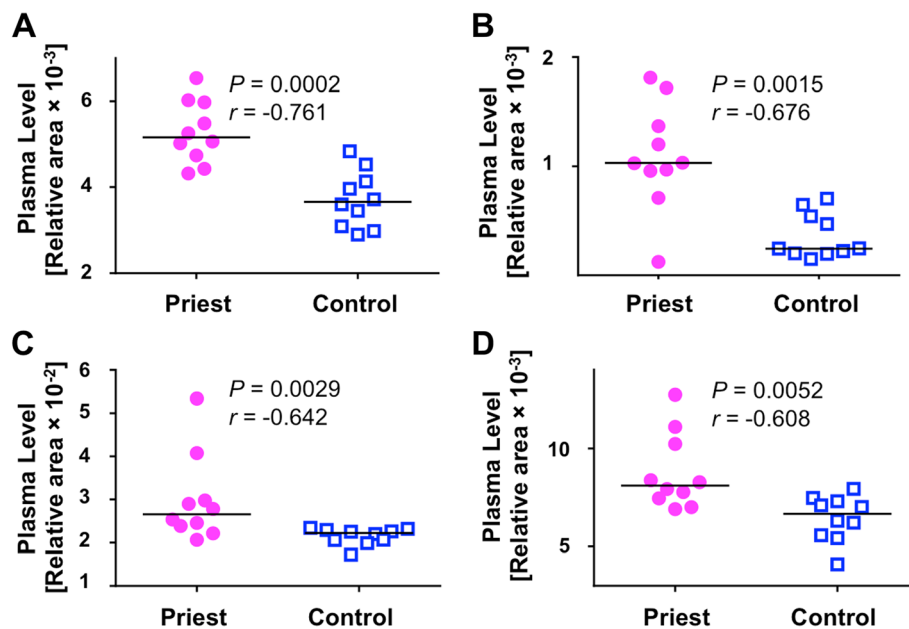 A
Plasma Level
[Relative area × 10⁻³]
6
4
2
P = 0.0002
r = -0.761
Priest
Control
B
Plasma Level
[Relative area × 10⁻³]
2
1
P = 0.0015
r = -0.676
Priest
Control
C
Plasma Level
[Relative area × 10⁻²]
6
5
4
3
2
1
P = 0.0029
r = -0.642
Priest
Control
D
Plasma Level
[Relative area × 10⁻³]
10
5
P = 0.0052
r = -0.608
Priest
Control